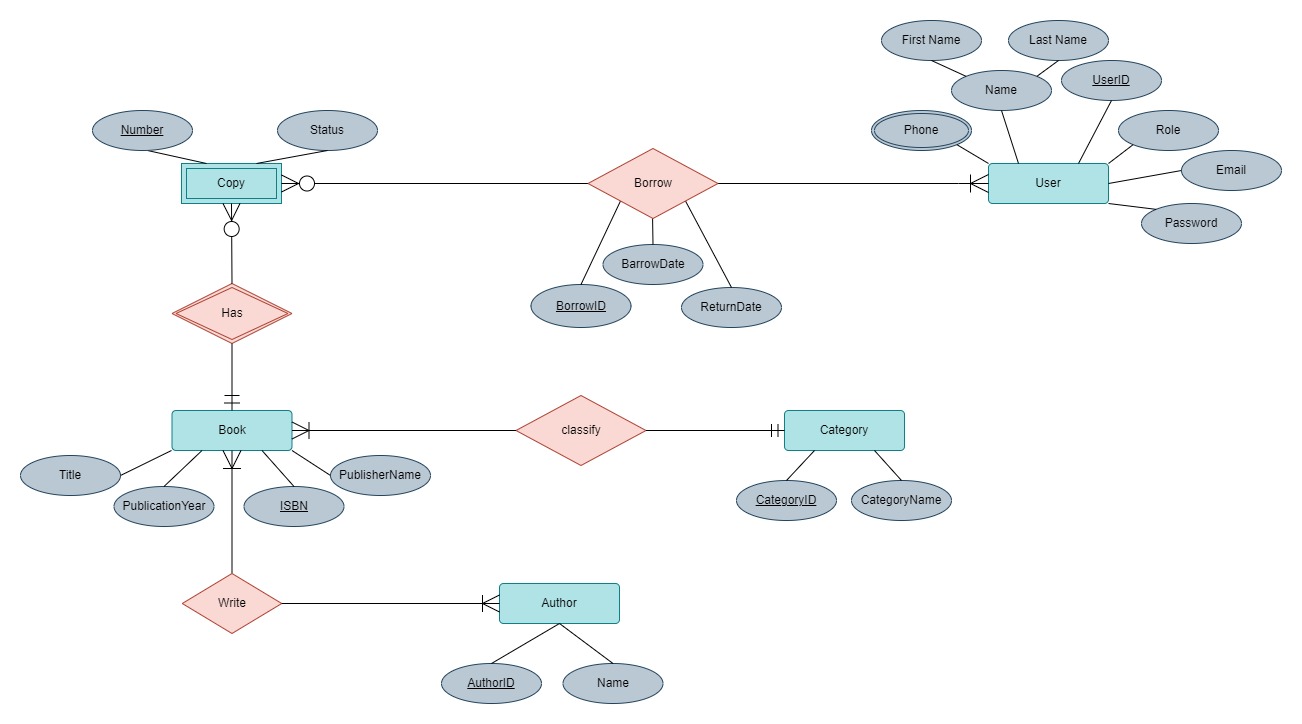 First Name
Last Name
Name
UserID
Phone
Role
Email
Password
User
Number
Status
Copy
Borrow
BarrowDate
BorrowID
ReturnDate
Has
Book
classify
Category
Title
PublicationYear
ISBN
PublisherName
CategoryID
CategoryName
Write
Author
AuthorID
Name